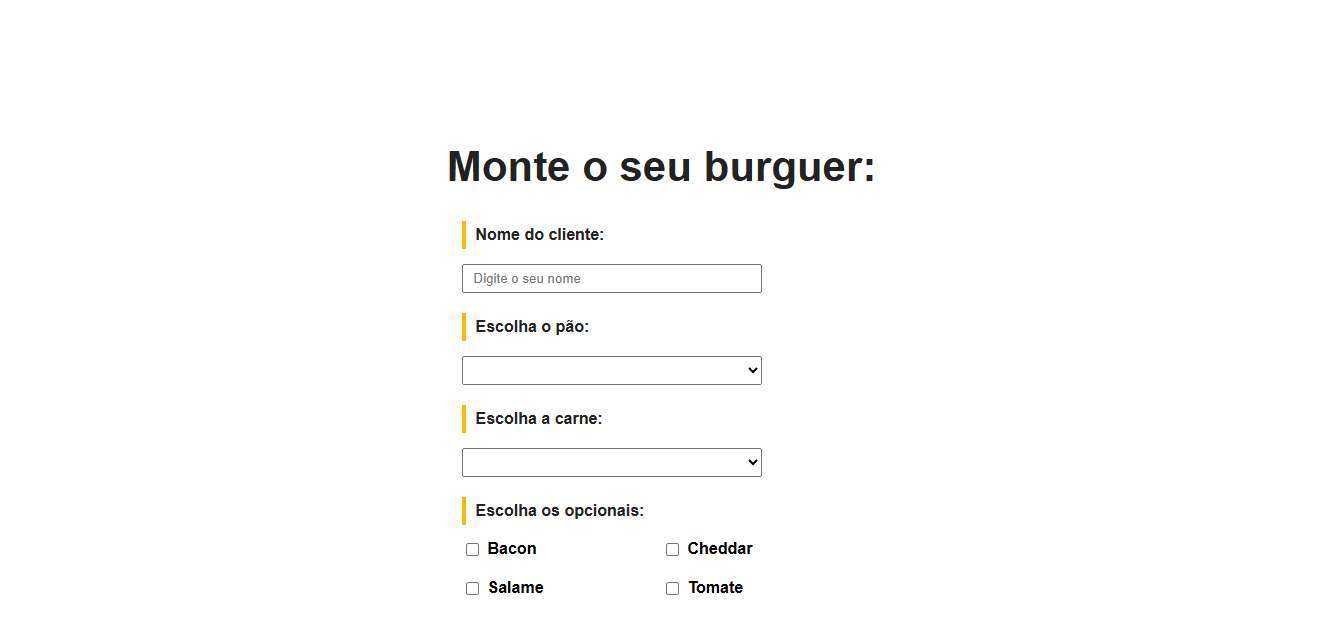 Monte o seu burguer:
Nome do cliente:
Digite o seu nome
Escolha o pão:
Escolha a carne:
Escolha os opcionais:
Bacon Cheddar
Salame Tomate